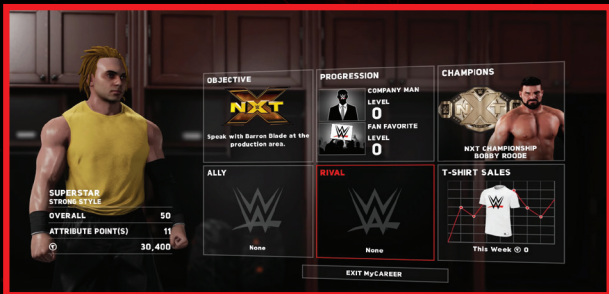 OBJECTIVE
NXT
Speak with Barron Blade at the
production area.
PROGRESSION
COMPANY MAN
LEVEL
0
FAN FAVORITE
LEVEL
0
CHAMPIONS
NXT
NXT CHAMPIONSHIP
BOBBY ROODE
SUPERSTAR
STRONG STYLE
OVERALL 50
ATTRIBUTE POINT(S) 11
30,400
ALLY
None
RIVAL
None
T-SHIRT SALES
This Week 0
EXIT MyCAREER